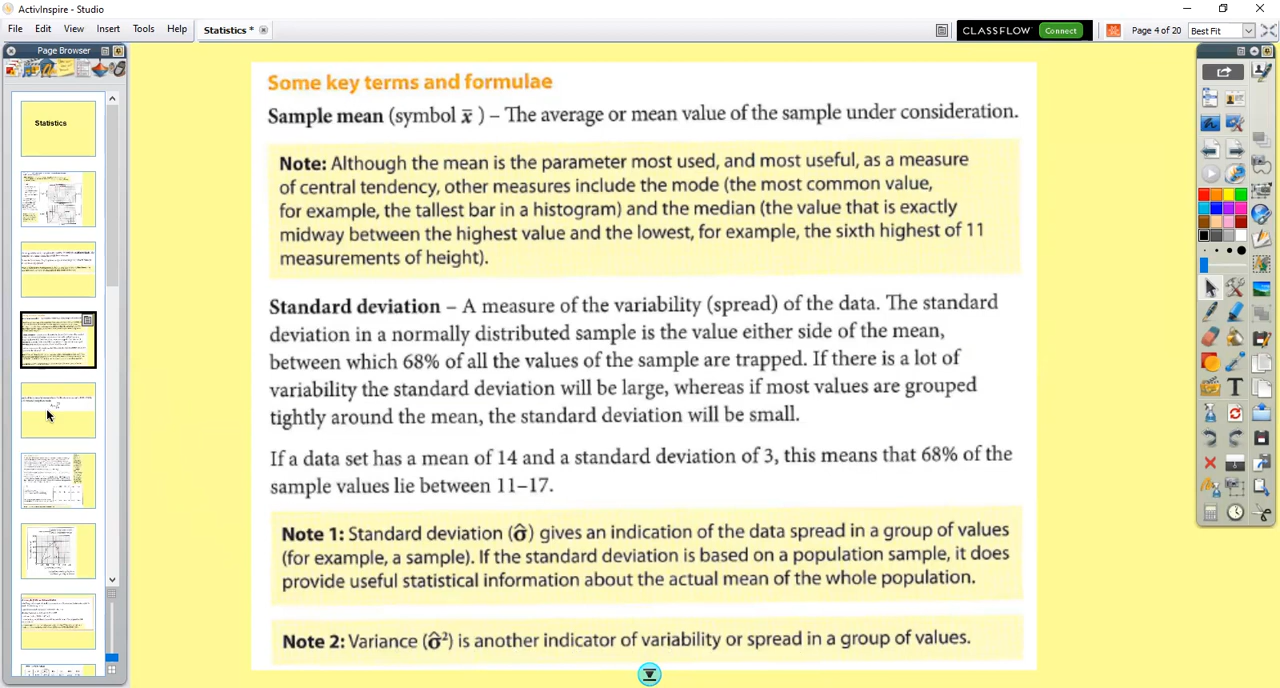 ActivInspire - Studio
File Edit View Insert Tools Help
Statistics *
CLASSFLOW Connect
Page 4 of 20
Best Fit
Page Browser
Statistics
Some key terms and formulae
Sample mean (symbol x̄ ) – The average or mean value of the sample under consideration.
Note: Although the mean is the parameter most used, and most useful, as a measure
of central tendency, other measures include the mode (the most common value,
for example, the tallest bar in a histogram) and the median (the value that is exactly
midway between the highest value and the lowest, for example, the sixth highest of 11
measurements of height).
Standard deviation – A measure of the variability (spread) of the data. The standard
deviation in a normally distributed sample is the value either side of the mean,
between which 68% of all the values of the sample are trapped. If there is a lot of
variability the standard deviation will be large, whereas if most values are grouped
tightly around the mean, the standard deviation will be small.
If a data set has a mean of 14 and a standard deviation of 3, this means that 68% of the
sample values lie between 11–17.
Note 1: Standard deviation (σ̂) gives an indication of the data spread in a group of values
(for example, a sample). If the standard deviation is based on a population sample, it does
provide useful statistical information about the actual mean of the whole population.
Note 2: Variance (σ̂²) is another indicator of variability or spread in a group of values.